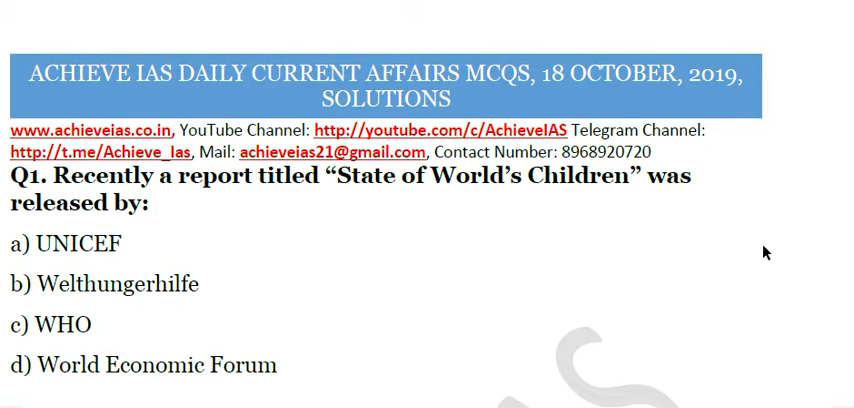 ACHIEVE IAS DAILY CURRENT AFFAIRS MCQS, 18 OCTOBER, 2019,
SOLUTIONS
www.achieveias.co.in, YouTube Channel: http://youtube.com/c/AchieveIAS Telegram Channel:
http://t.me/Achieve_Ias, Mail: achieveias21@gmail.com, Contact Number: 8968920720
Q1. Recently a report titled “State of World’s Children” was
released by:
a) UNICEF
b) Welthungerhilfe
c) WHO
d) World Economic Forum